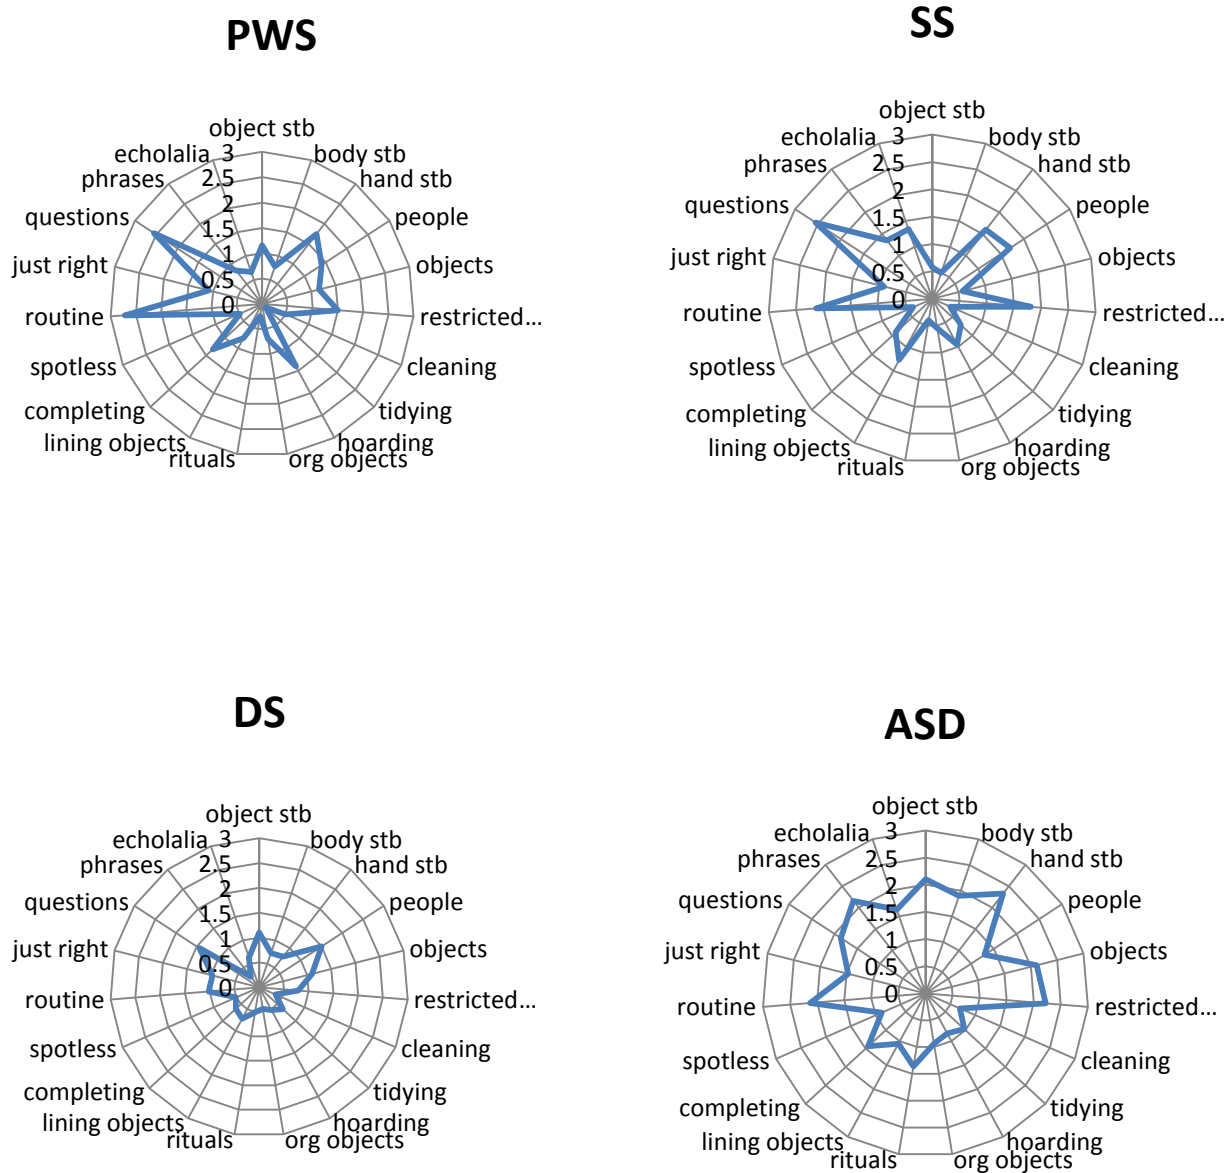 PWS
object stb
echolalia 3 body stb
phrases 2.5 hand stb
questions 2 people
1.5
just right 1 objects
0.5
routine 0 restricted...
spotless cleaning
completing tidying
lining objects hoarding
rituals org objects
SS
object stb
echolalia 3 body stb
phrases 2.5 hand stb
questions 2 people
1.5
just right 1 objects
0.5
routine 0 restricted...
spotless cleaning
completing tidying
lining objects hoarding
rituals org objects
DS
object stb
echolalia 3 body stb
phrases 2.5 hand stb
questions 2 people
1.5
just right 1 objects
0.5
routine 0 restricted...
spotless cleaning
completing tidying
lining objects hoarding
rituals org objects
ASD
object stb
echolalia 3 body stb
phrases 2.5 hand stb
questions 2 people
1.5
just right 1 objects
0.5
routine 0 restricted...
spotless cleaning
completing tidying
lining objects hoarding
rituals org objects